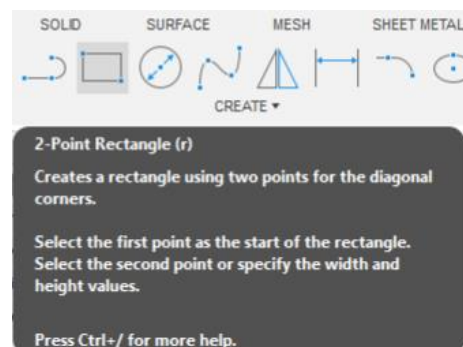 SOLID SURFACE MESH SHEET METAL
CREATE ▾
2-Point Rectangle (r)
Creates a rectangle using two points for the diagonal
corners.
Select the first point as the start of the rectangle.
Select the second point or specify the width and
height values.
Press Ctrl+/ for more help.